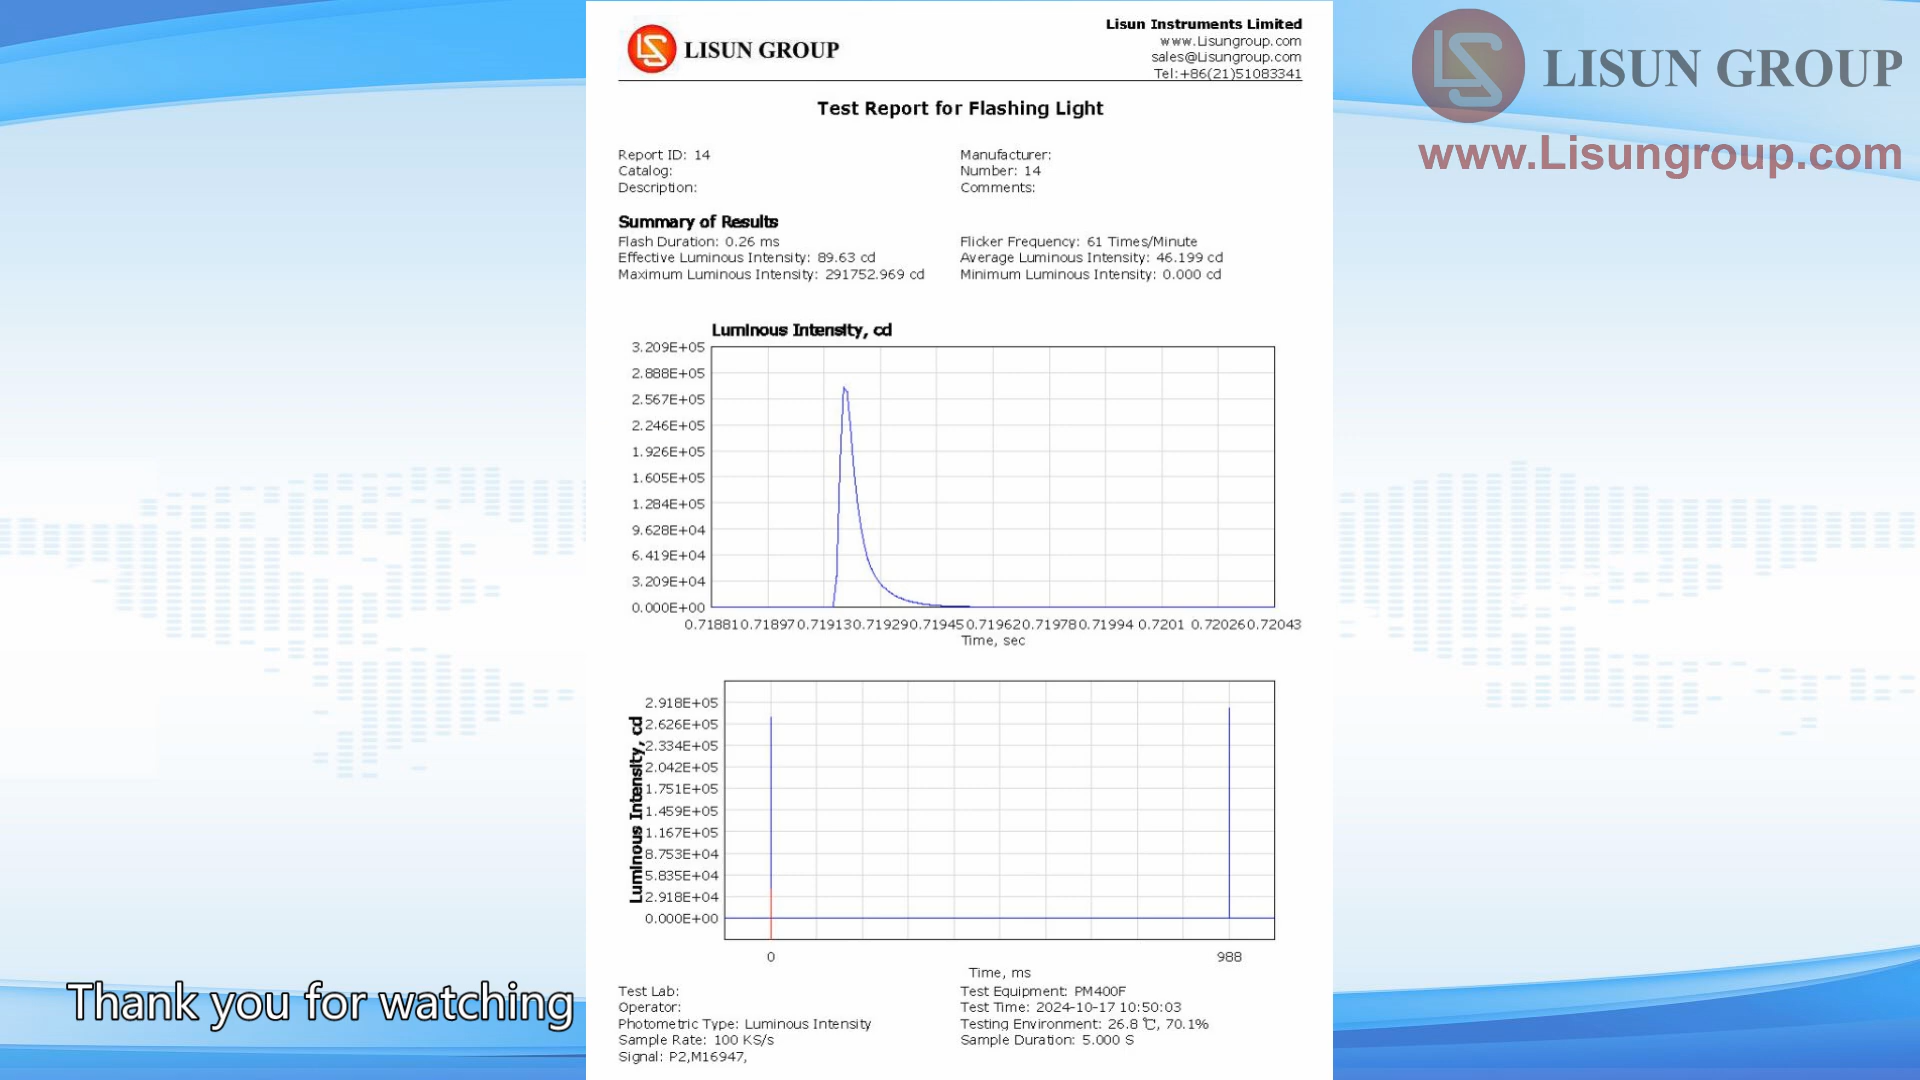 LISUN GROUP
Lisun Instruments Limited
www.Lisungroup.com
sales@Lisungroup.com
Tel:+86(21)51083341
Test Report for Flashing Light
Report ID: 14
Manufacturer:
Catalog:
Number: 14
Description:
Comments:
Summary of Results
Flash Duration: 0.26 ms
Flicker Frequency: 61 Times/Minute
Effective Luminous Intensity: 89.63 cd
Average Luminous Intensity: 46.199 cd
Maximum Luminous Intensity: 291752.969 cd
Minimum Luminous Intensity: 0.000 cd
Luminous Intensity, cd
3.209E+05
2.888E+05
2.567E+05
2.246E+05
1.926E+05
1.605E+05
1.284E+05
9.628E+04
6.419E+04
3.209E+04
0.000E+00
0.71881 0.71897 0.71913 0.71929 0.71945 0.71962 0.71978 0.71994 0.7201 0.72026 0.72043
Time, sec
Luminous Intensity, cd
2.918E+05
2.626E+05
2.334E+05
2.042E+05
1.751E+05
1.459E+05
1.167E+05
8.753E+04
5.835E+04
2.918E+04
0.000E+00
0 988
Time, ms
Test Lab:
Test Equipment: PM400F
Operator:
Test Time: 2024-10-17 10:50:03
Photometric Type: Luminous Intensity
Testing Environment: 26.8 ℃, 70.1%
Sample Rate: 100 KS/s
Sample Duration: 5.000 S
Signal: P2,M16947,
LISUN GROUP
www.Lisungroup.com
Thank you for watching